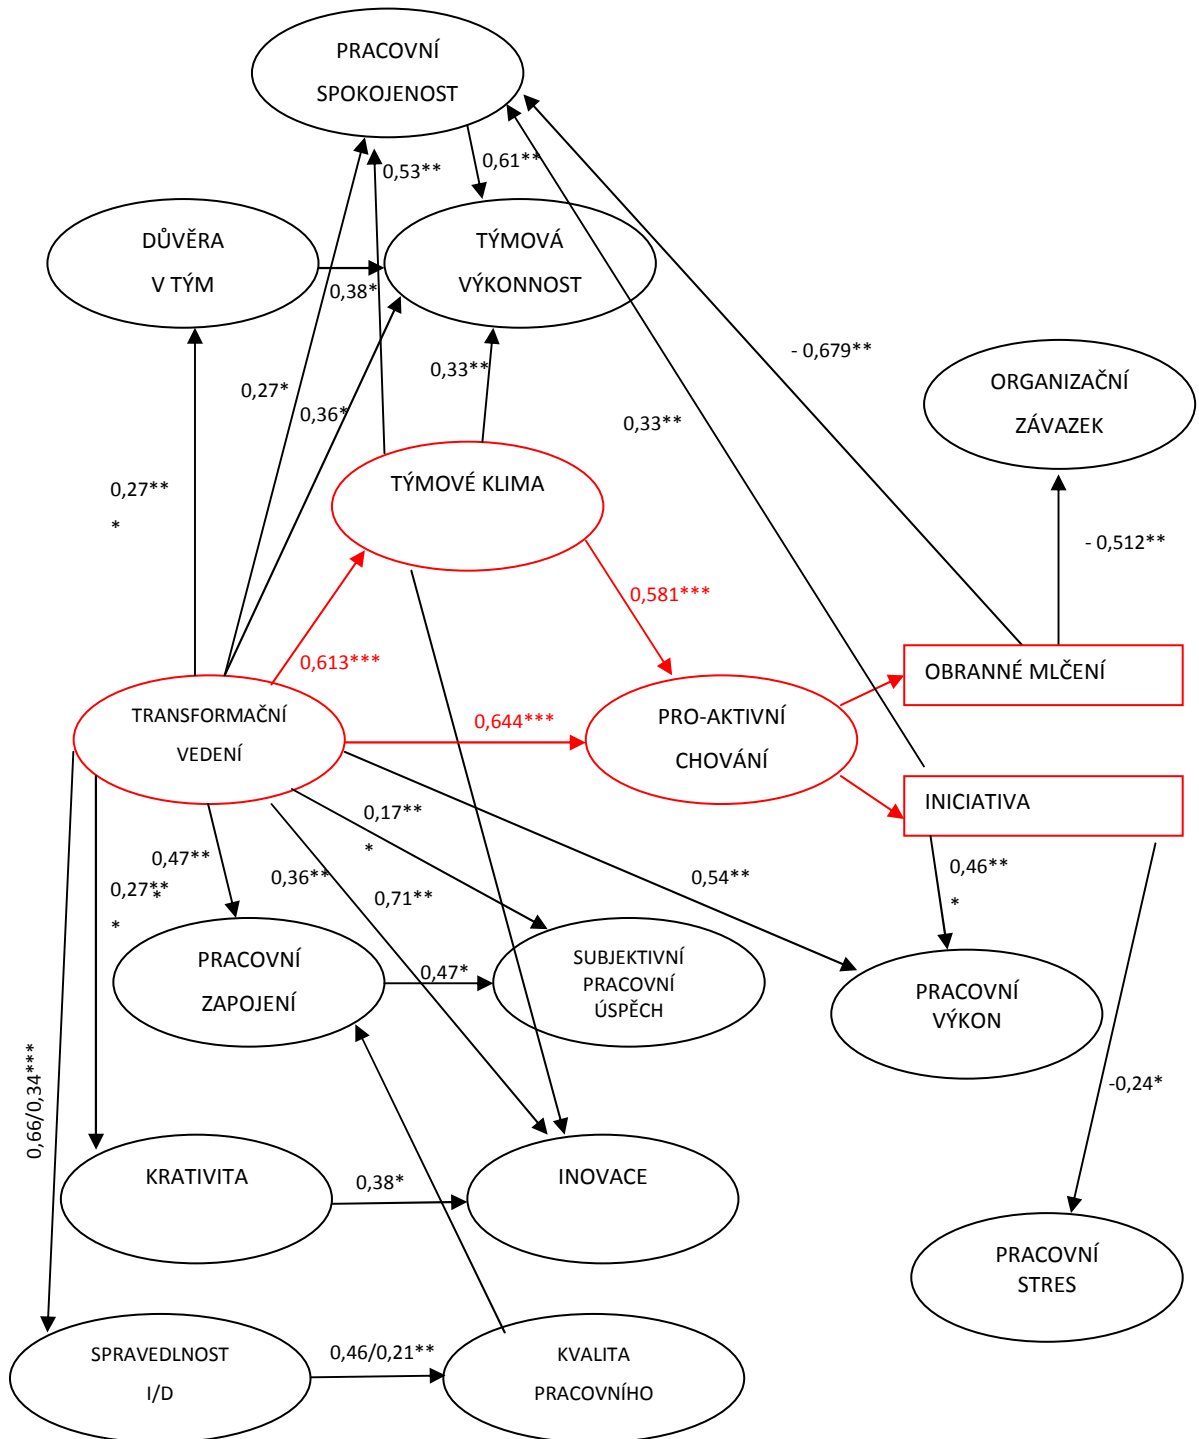 PRACOVNÍ
SPOKOJENOST
0,53**
0,61**
DŮVĚRA
V TÝM
0,38*
TÝMOVÁ
VÝKONNOST
0,27*
0,36*
0,33**
- 0,679**
0,33**
ORGANIZAČNÍ
ZÁVAZEK
TÝMOVÉ KLIMA
0,27**
*
- 0,512**
0,581***
0,613***
OBRANNÉ MLČENÍ
TRANSFORMAČNÍ
VEDENÍ
0,644***
PRO-AKTIVNÍ
CHOVÁNÍ
INICIATIVA
0,17**
*
0,47**
*
0,36**
0,71**
0,54**
0,46**
*
0,27**
*
PRACOVNÍ
ZAPOJENÍ
0,47*
SUBJEKTIVNÍ
PRACOVNÍ
ÚSPĚCH
PRACOVNÍ
VÝKON
0,66/0,34***
-0,24*
KRATIVITA
0,38*
INOVACE
PRACOVNÍ
STRES
SPRAVEDLNOST
I/D
0,46/0,21**
KVALITA
PRACOVNÍHO